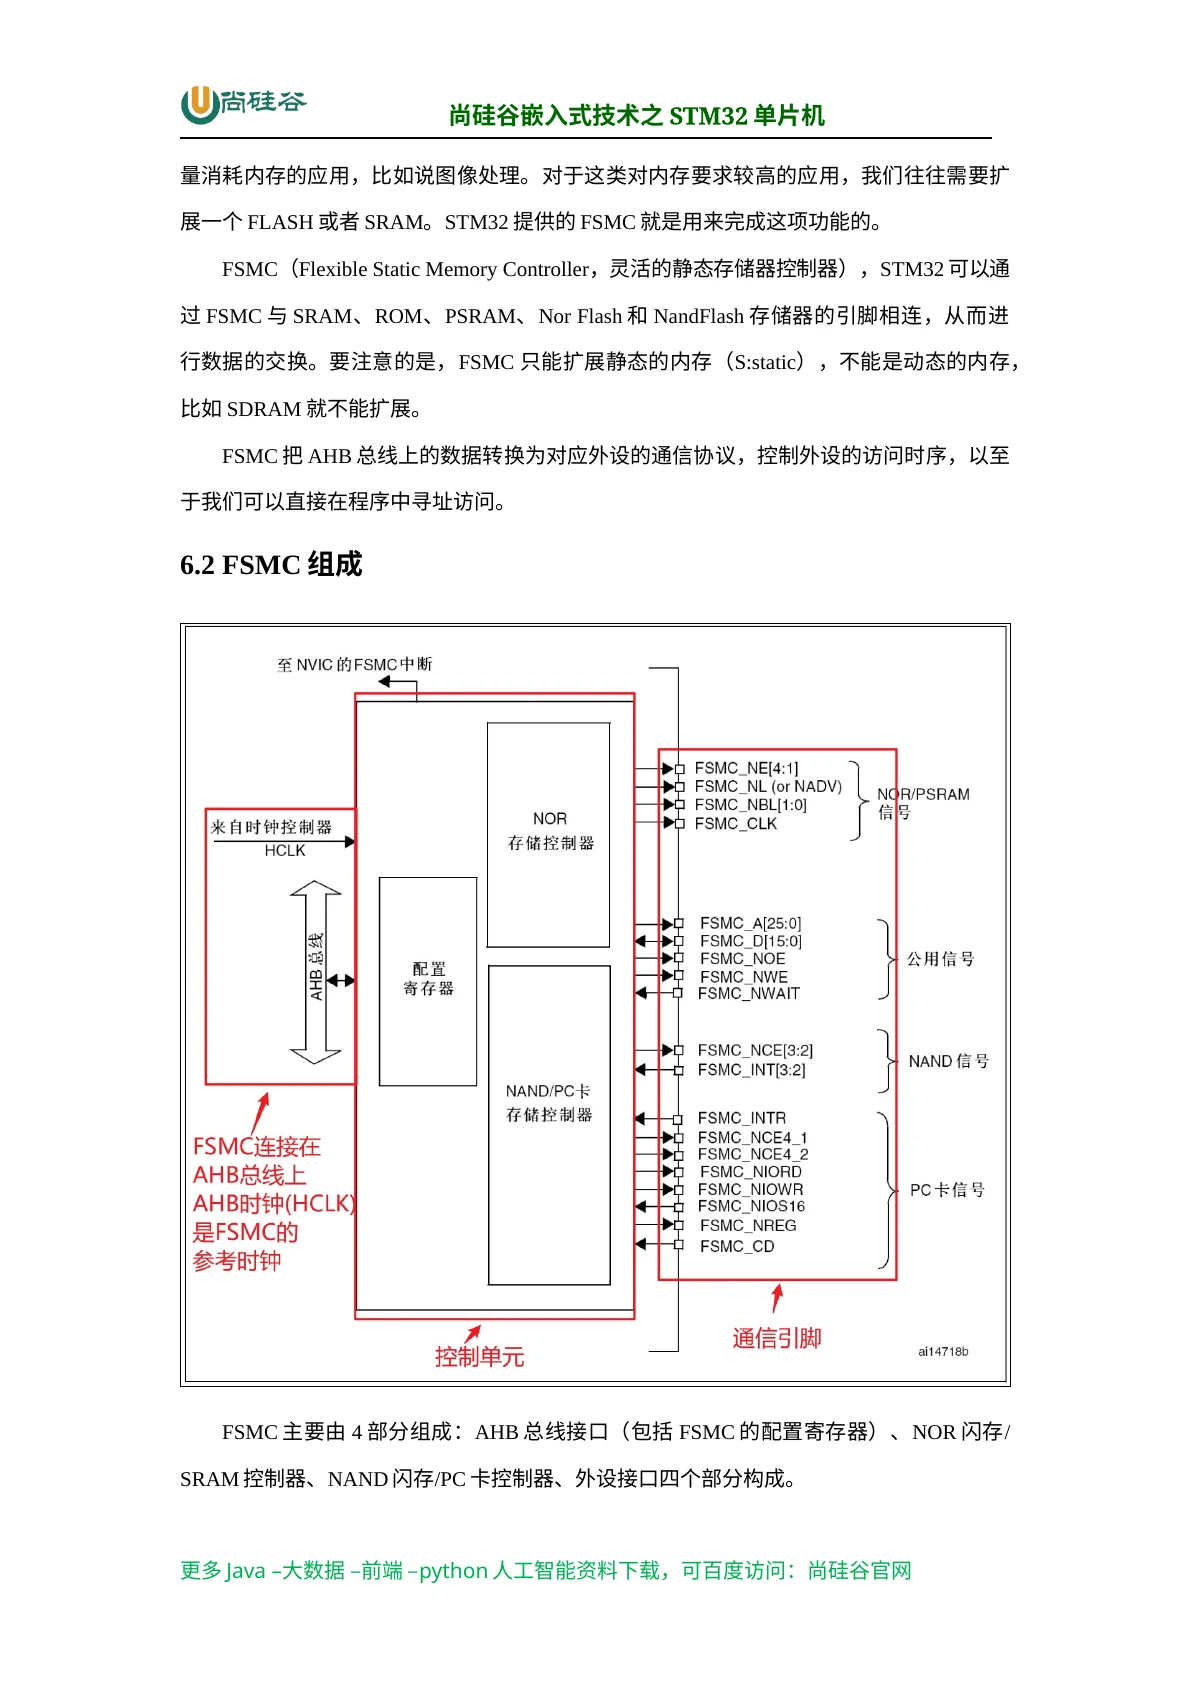 尚硅谷
尚硅谷嵌入式技术之 STM32 单片机
量消耗内存的应用，比如说图像处理。对于这类对内存要求较高的应用，我们往往需要扩
展一个 FLASH 或者 SRAM。STM32 提供的 FSMC 就是用来完成这项功能的。
FSMC（Flexible Static Memory Controller，灵活的静态存储器控制器），STM32 可以通
过 FSMC 与 SRAM、ROM、PSRAM、Nor Flash 和 NandFlash 存储器的引脚相连，从而进
行数据的交换。要注意的是，FSMC 只能扩展静态的内存（S:static），不能是动态的内存，
比如 SDRAM 就不能扩展。
FSMC 把 AHB 总线上的数据转换为对应外设的通信协议，控制外设的访问时序，以至
于我们可以直接在程序中寻址访问。
6.2 FSMC 组成
至 NVIC 的FSMC中断
来自时钟控制器
HCLK
AHB 总线
FSMC连接在
AHB总线上
AHB时钟(HCLK)
是FSMC的
参考时钟
配置
寄存器
NOR
存储控制器
NAND/PC卡
存储控制器
控制单元
FSMC_NE[4:1]
FSMC_NL (or NADV)
FSMC_NBL[1:0]
FSMC_CLK
NOR/PSRAM
信号
FSMC_A[25:0]
FSMC_D[15:0]
FSMC_NOE
FSMC_NWE
FSMC_NWAIT
公用信号
FSMC_NCE[3:2]
FSMC_INT[3:2]
NAND 信号
FSMC_INTR
FSMC_NCE4_1
FSMC_NCE4_2
FSMC_NIORD
FSMC_NIOWR
FSMC_NIOS16
FSMC_NREG
FSMC_CD
PC卡信号
通信引脚
ai14718b
FSMC 主要由 4 部分组成：AHB 总线接口（包括 FSMC 的配置寄存器）、NOR 闪存/
SRAM 控制器、NAND 闪存/PC 卡控制器、外设接口四个部分构成。
更多 Java –大数据 –前端 –python 人工智能资料下载，可百度访问：尚硅谷官网